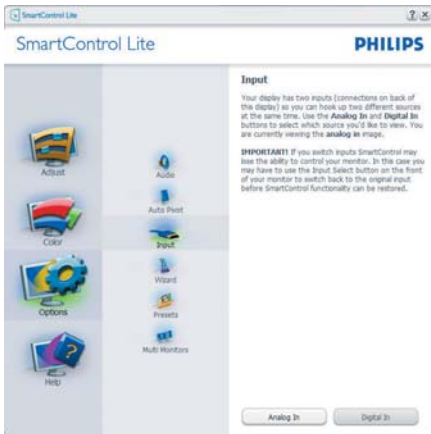 SmartControl Lite
SmartControl Lite
PHILIPS
Adjust
Color
Options
Help
Audio
Auto Pivot
Input
Wizard
Presets
Multi Monitors
Input
Your display has two inputs (connections on back of
this display) so you can hook up two different sources
at the same time. Use the Analog In and Digital In
buttons to select which source you'd like to view. You
are currently viewing the analog in image.
IMPORTANT! If you switch inputs SmartControl may
lose the ability to control your monitor. In this case you
may have to use the Input Select button on the front
of your monitor to switch back to the original input
before SmartControl functionality can be restored.
Analog In
Digital In